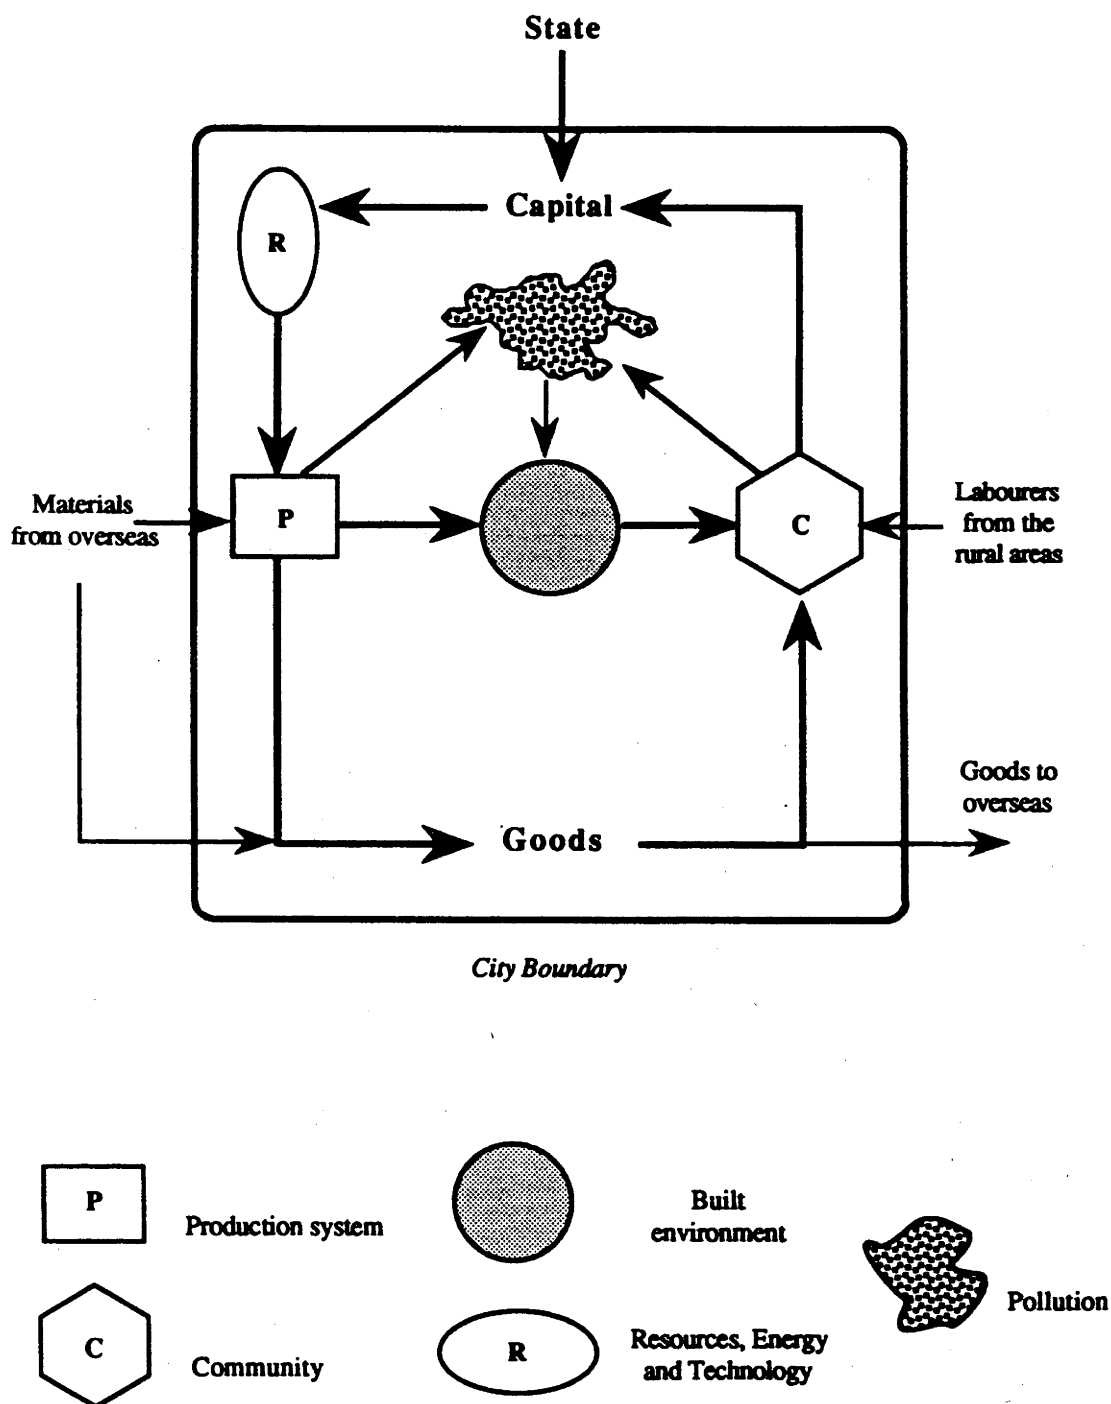 State
Capital
R
Materials
from overseas
P
C
Labourers
from the
rural areas
Goods to
overseas
Goods
City Boundary
P
Production system
Built
environment
Pollution
C
Community
R
Resources, Energy
and Technology